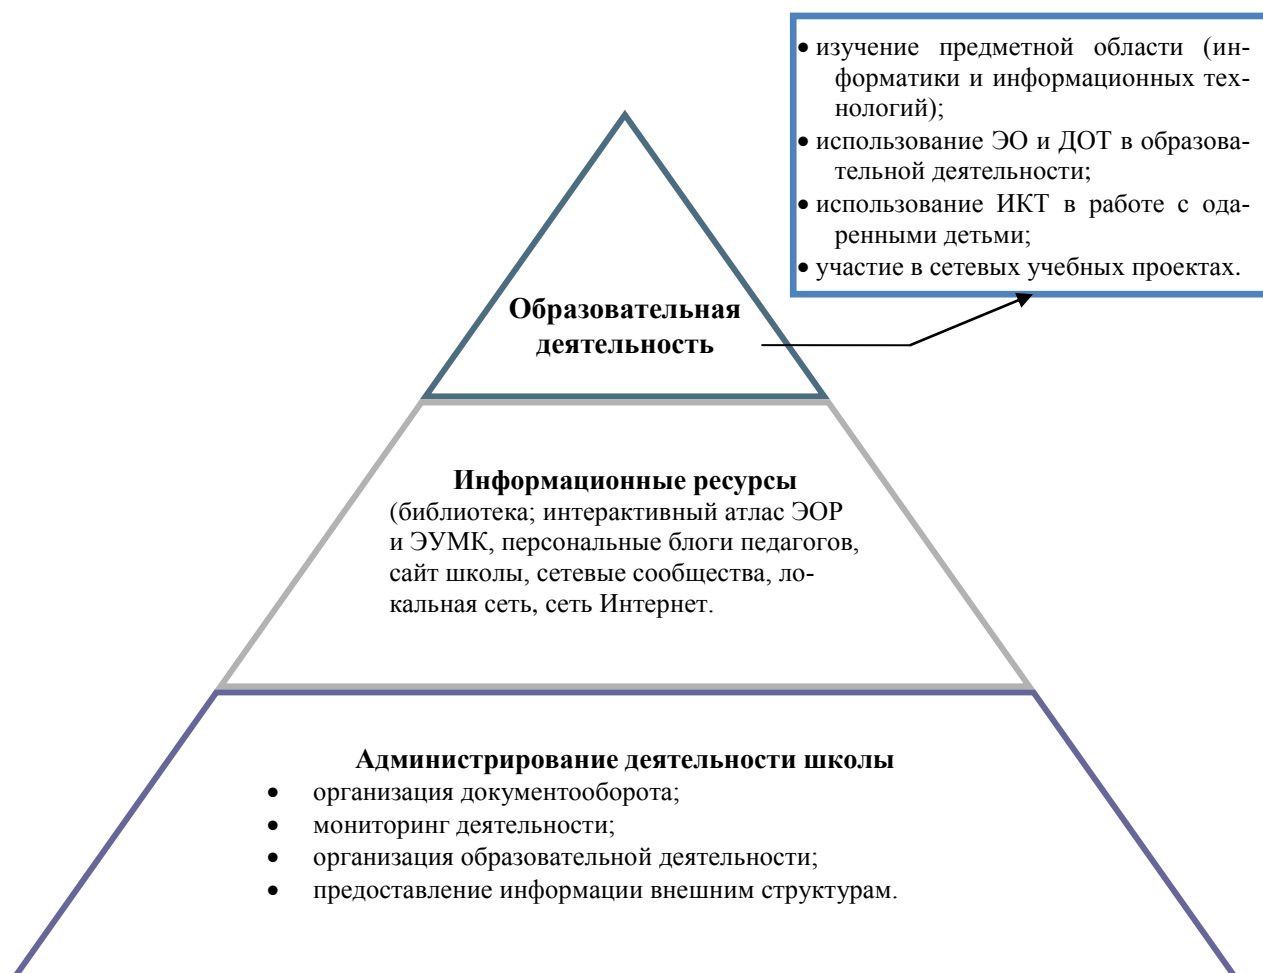 • изучение предметной области (ин-
форматики и информационных тех-
нологий);
• использование ЭО и ДОТ в образова-
тельной деятельности;
• использование ИКТ в работе с ода-
ренными детьми;
• участие в сетевых учебных проектах.
Образовательная
деятельность
Информационные ресурсы
(библиотека; интерактивный атлас ЭОР
и ЭУМК, персональные блоги педагогов,
сайт школы, сетевые сообщества, ло-
кальная сеть, сеть Интернет.
Администрирование деятельности школы
• организация документооборота;
• мониторинг деятельности;
• организация образовательной деятельности;
• предоставление информации внешним структурам.